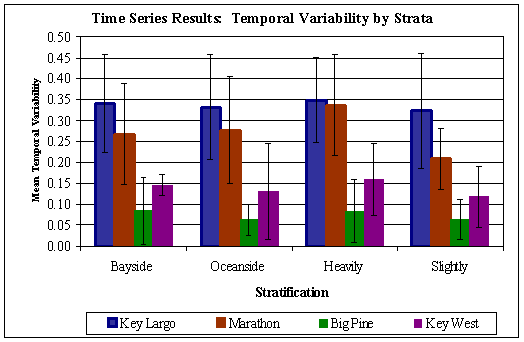 Time Series Results: Temporal Variability by Strata
Mean Temporal Variability
0.50
0.45
0.40
0.35
0.30
0.25
0.20
0.15
0.10
0.05
0.00
Bayside Oceanside Heavily Slightly
Stratification
Key Largo Marathon Big Pine Key West